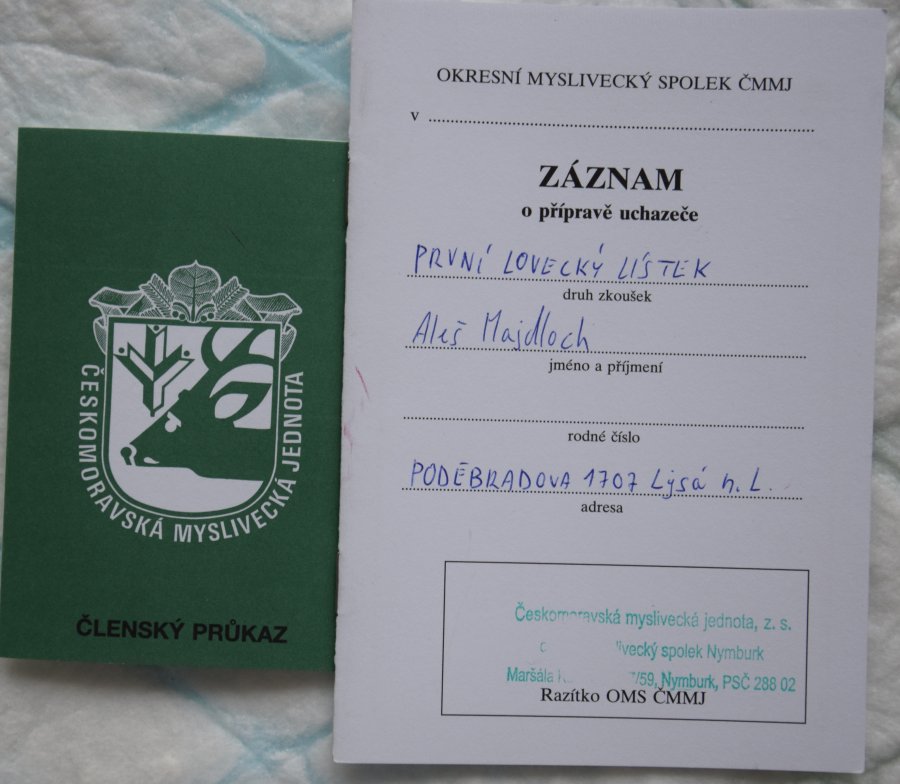 ČESKOMORAVSKÁ MYSLIVECKÁ JEDNOTA
ČLENSKÝ PRŮKAZ
OKRESNÍ MYSLIVECKÝ SPOLEK ČMMJ
v
ZÁZNAM
o přípravě uchazeče
PRVNÍ LOVECKÝ LÍSTEK
druh zkoušek
Aleš Majdloch
jméno a příjmení
rodné číslo
PODĚBRADOVA 1707 Lysá n. L.
adresa
Českomoravská myslivecká jednota, z. s.
spolek Nymburk
Maršála /59, Nymburk, PSČ 288 02
Razítko OMS ČMMJ